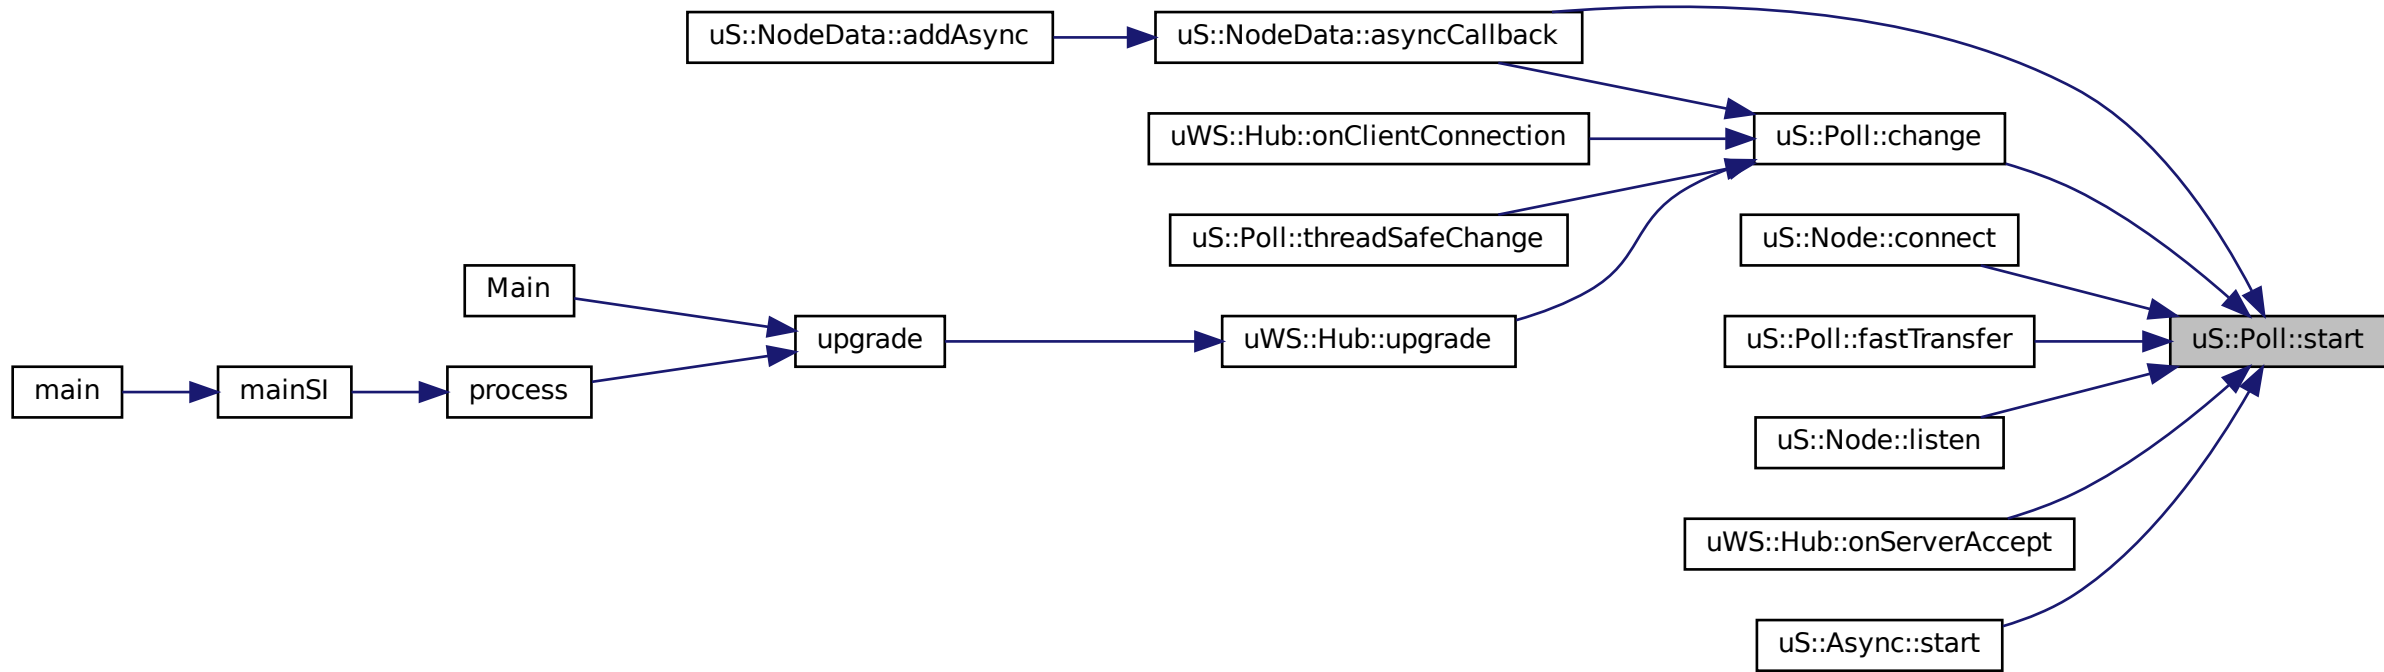 uS::NodeData::addAsync
uS::NodeData::asyncCallback
uWS::Hub::onClientConnection
uS::Poll::change
uS::Poll::threadSafeChange
uS::Node::connect
Main
upgrade
uWS::Hub::upgrade
uS::Poll::fastTransfer
uS::Poll::start
main
mainSI
process
uS::Node::listen
uWS::Hub::onServerAccept
uS::Async::start